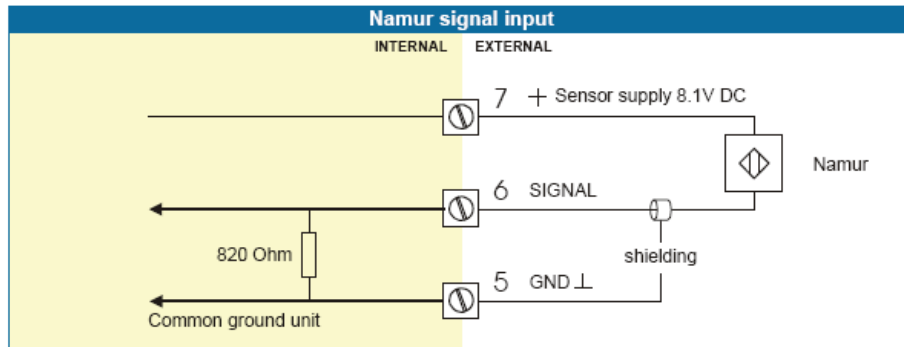 Namur signal input
INTERNAL EXTERNAL
7 + Sensor supply 8.1V DC
Namur
6 SIGNAL
820 Ohm
shielding
5 GND ⊥
Common ground unit